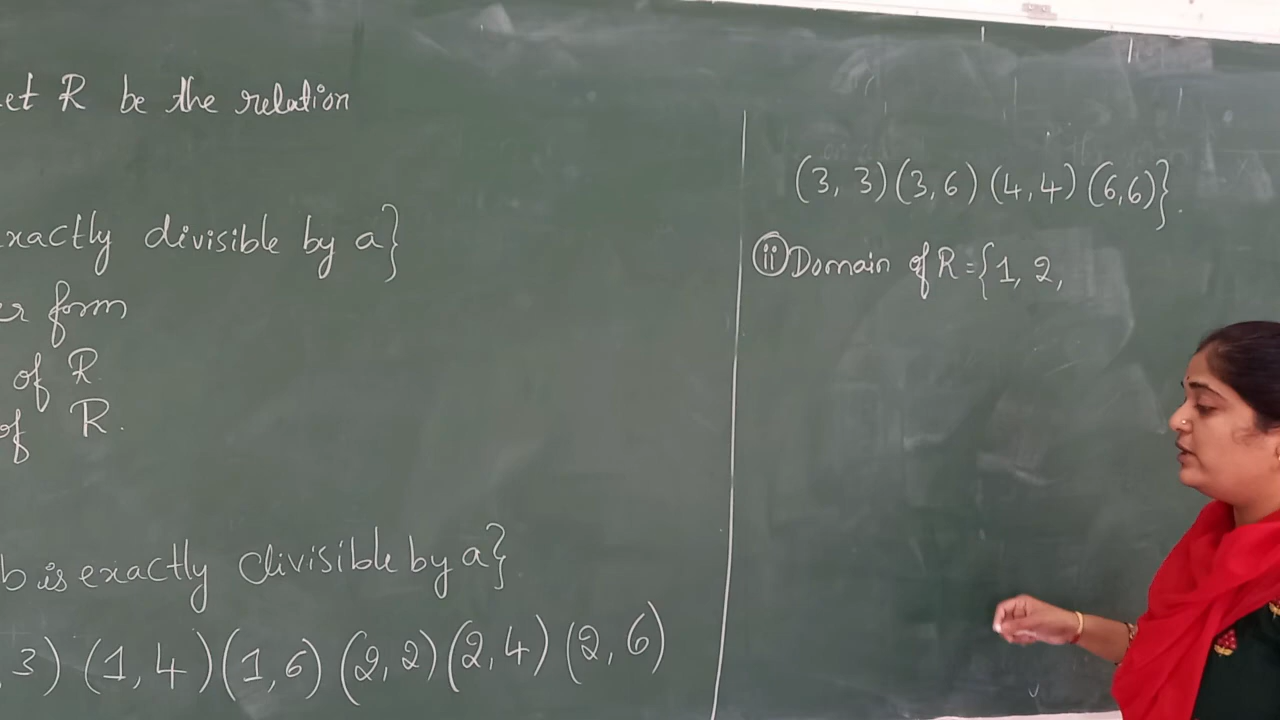 et R be the relation
xactly divisible by a}
er form
of R
of R.
b is exactly divisible by a}
, 3) (1, 4) (1, 6) (2, 2) (2, 4) (2, 6)
(3, 3) (3, 6) (4, 4) (6, 6)}.
(ii) Domain of R = {1, 2,